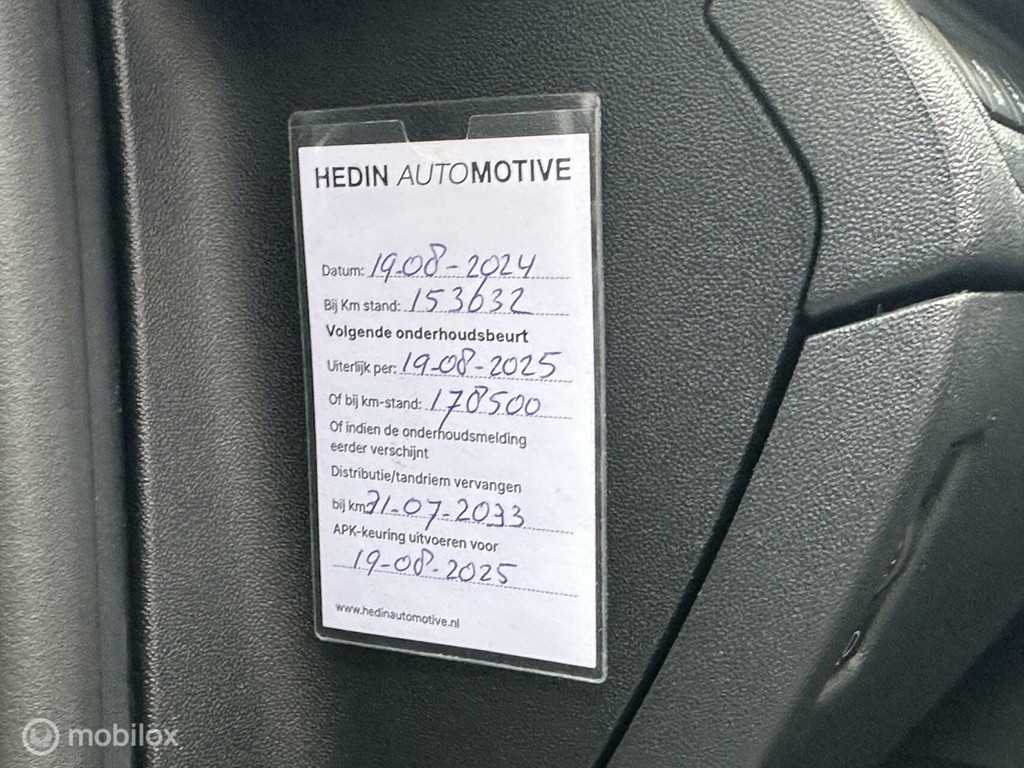 HEDIN AUTOMOTIVE
Datum: 19-08-2024
Bij Km stand: 153632
Volgende onderhoudsbeurt
Uiterlijk per: 19-08-2025
Of bij km-stand: 178500
Of indien de onderhoudsmelding
eerder verschijnt
Distributie/tandriem vervangen
bij km 31-07-2033
APK-keuring uitvoeren voor
19-08-2025
www.hedinautomotive.nl
mobilox